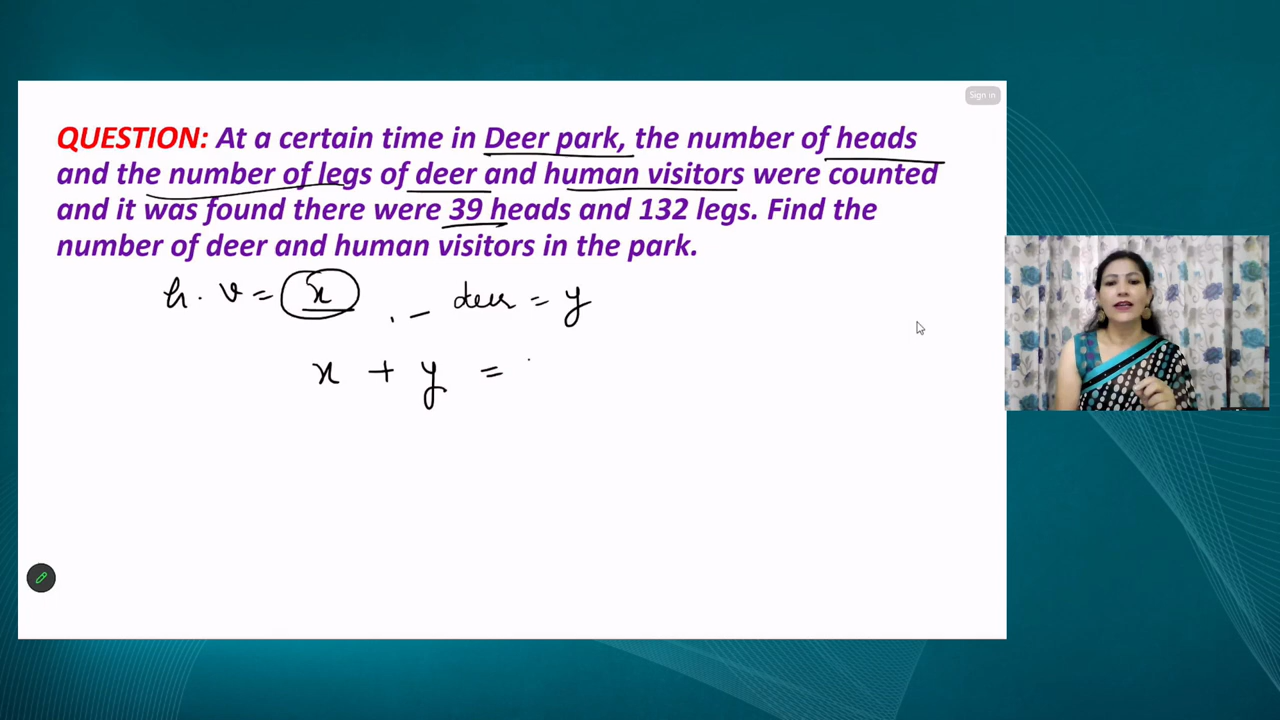 Sign in
QUESTION: At a certain time in Deer park, the number of heads
and the number of legs of deer and human visitors were counted
and it was found there were 39 heads and 132 legs. Find the
number of deer and human visitors in the park.
h. v = x deer = y
x + y =